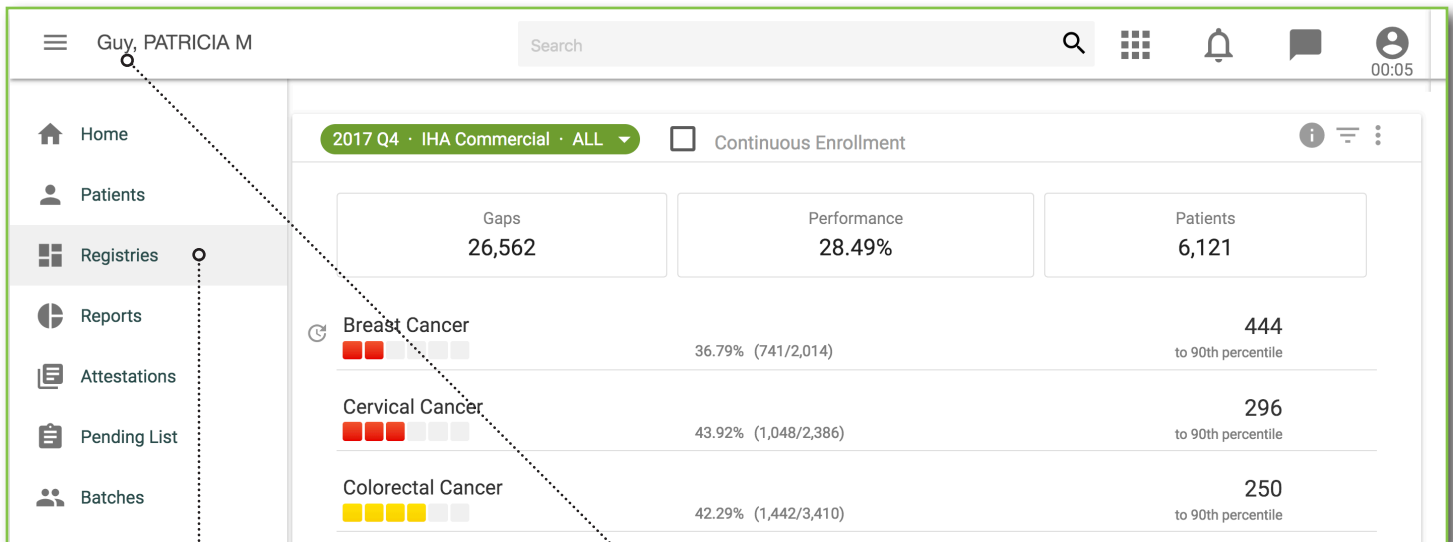 Guy, PATRICIA M
Search
00:05
Home
Patients
Registries
Reports
Attestations
Pending List
Batches
2017 Q4 · IHA Commercial · ALL
Continuous Enrollment
Gaps
26,562
Performance
28.49%
Patients
6,121
Breast Cancer
36.79% (741/2,014)
444
to 90th percentile
Cervical Cancer
43.92% (1,048/2,386)
296
to 90th percentile
Colorectal Cancer
42.29% (1,442/3,410)
250
to 90th percentile